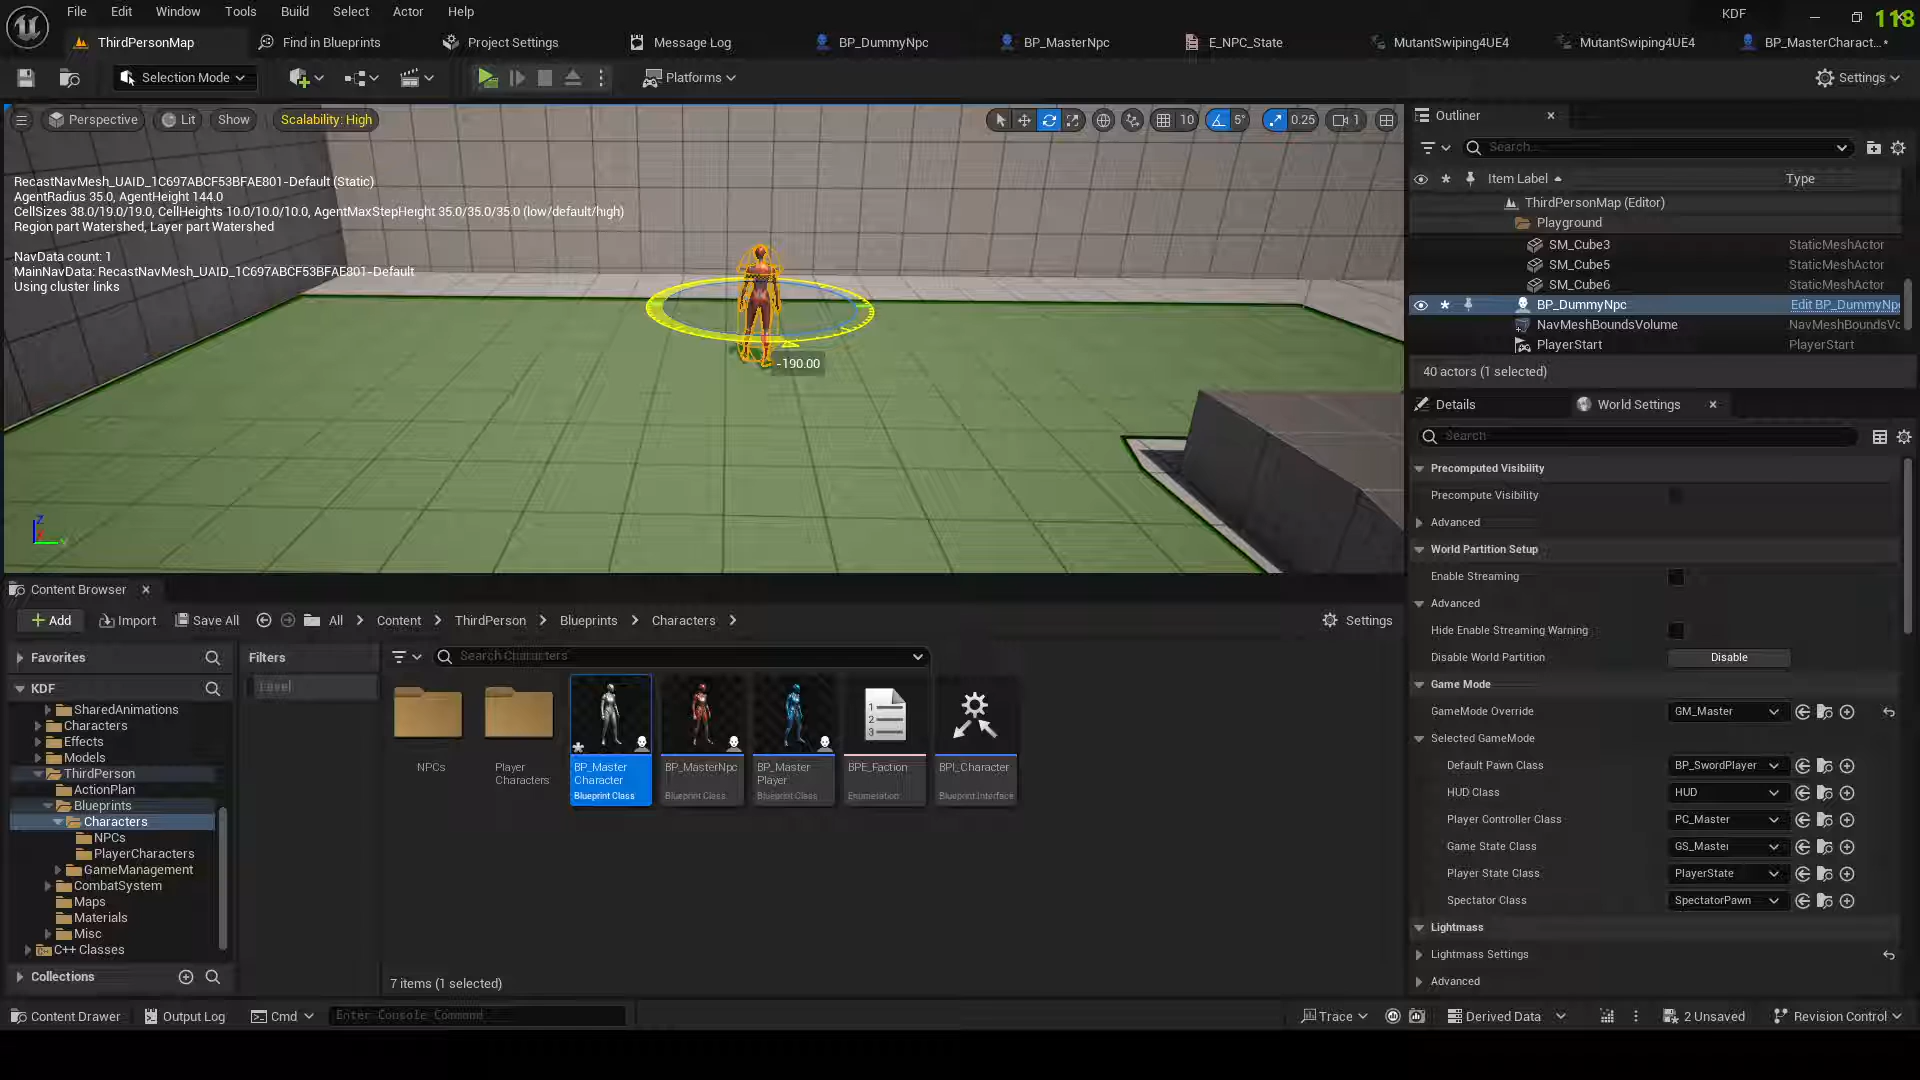 File Edit Window Tools Build Select Actor Help
KDF
118
ThirdPersonMap
Find in Blueprints
Project Settings
Message Log
BP_DummyNpc
BP_MasterNpc
E_NPC_State
MutantSwiping4UE4
MutantSwiping4UE4
BP_MasterCharact...*
Selection Mode
Platforms
Settings
Perspective
Lit
Show
Scalability: High
10
5°
0.25
1
RecastNavMesh_UAID_1C697ABCF53BFAE801-Default (Static)
AgentRadius 35.0, AgentHeight 144.0
CellSizes 38.0/19.0/19.0, CellHeights 10.0/10.0/10.0, AgentMaxStepHeight 35.0/35.0/35.0 (low/default/high)
Region part Watershed, Layer part Watershed
NavData count: 1
MainNavData: RecastNavMesh_UAID_1C697ABCF53BFAE801-Default
Using cluster links
-190.00
Z
Outliner
Search...
Item Label
Type
ThirdPersonMap (Editor)
Playground
SM_Cube3 StaticMeshActor
SM_Cube5 StaticMeshActor
SM_Cube6 StaticMeshActor
BP_DummyNpc Edit BP_DummyNpc
NavMeshBoundsVolume NavMeshBoundsVo
PlayerStart PlayerStart
40 actors (1 selected)
Details
World Settings
Search
Precomputed Visibility
Precompute Visibility
Advanced
World Partition Setup
Enable Streaming
Advanced
Hide Enable Streaming Warning
Disable World Partition Disable
Game Mode
GameMode Override GM_Master
Selected GameMode
Default Pawn Class BP_SwordPlayer
HUD Class HUD
Player Controller Class PC_Master
Game State Class GS_Master
Player State Class PlayerState
Spectator Class SpectatorPawn
Lightmass
Lightmass Settings
Advanced
Content Browser
Add
Import
Save All
All
Content
ThirdPerson
Blueprints
Characters
Settings
Favorites
KDF
SharedAnimations
Characters
Effects
Models
ThirdPerson
ActionPlan
Blueprints
Characters
NPCs
PlayerCharacters
GameManagement
CombatSystem
Maps
Materials
Misc
C++ Classes
Collections
Filters
Level
Search Characters
NPCs
Player
Characters
BP_Master
Character
Blueprint Class
BP_MasterNpc
Blueprint Class
BP_Master
Player
Blueprint Class
1
2
3
BPE_Faction
Enumeration
BPI_Character
Blueprint Interface
7 items (1 selected)
Content Drawer
Output Log
Cmd
Enter Console Command
Trace
Derived Data
2 Unsaved
Revision Control